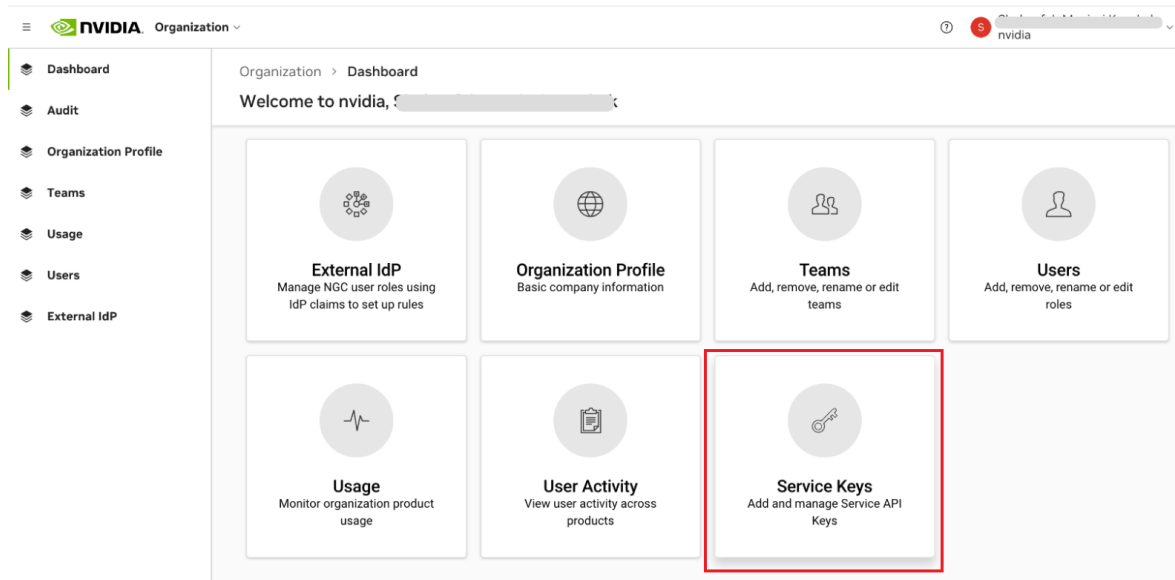 NVIDIA. Organization
S
nvidia
Dashboard
Audit
Organization Profile
Teams
Usage
Users
External IdP
Organization > Dashboard
Welcome to nvidia,
External IdP
Manage NGC user roles using
IdP claims to set up rules
Organization Profile
Basic company information
Teams
Add, remove, rename or edit
teams
Users
Add, remove, rename or edit
roles
Usage
Monitor organization product
usage
User Activity
View user activity across
products
Service Keys
Add and manage Service API
Keys